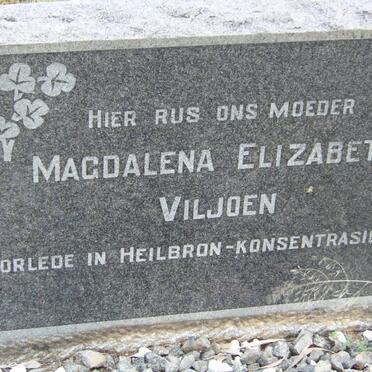 HIER RUS ONS MOEDER
MAGDALENA ELIZABET
VILJOEN
ORLEDE IN HEILBRON-KONSENTRASI